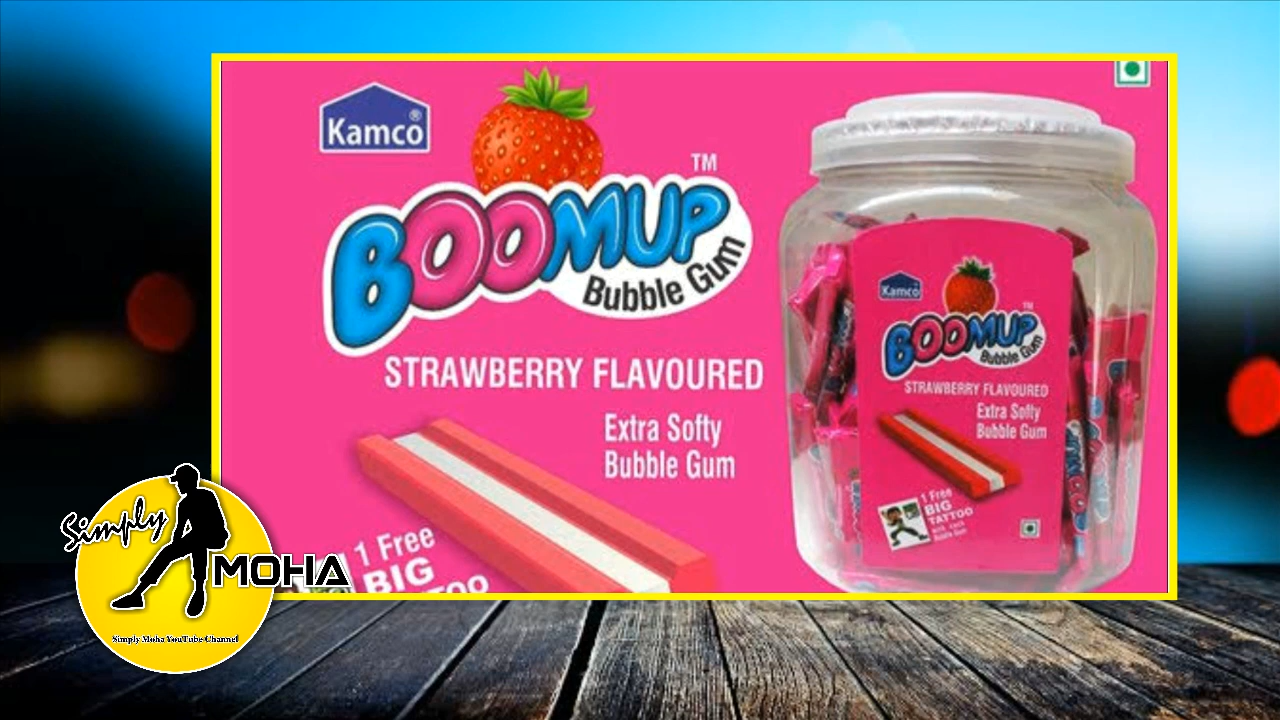 Kamco®
TM
BOOMUP
Bubble Gum
STRAWBERRY FLAVOURED
Extra Softy
Bubble Gum
1 Free
BIG
Kamco
TM
BOOMUP
Bubble Gum
STRAWBERRY FLAVOURED
Extra Softy
Bubble Gum
1 Free
BIG
TATTOO
Simply
MOHA
Simply Moha YouTube Channel